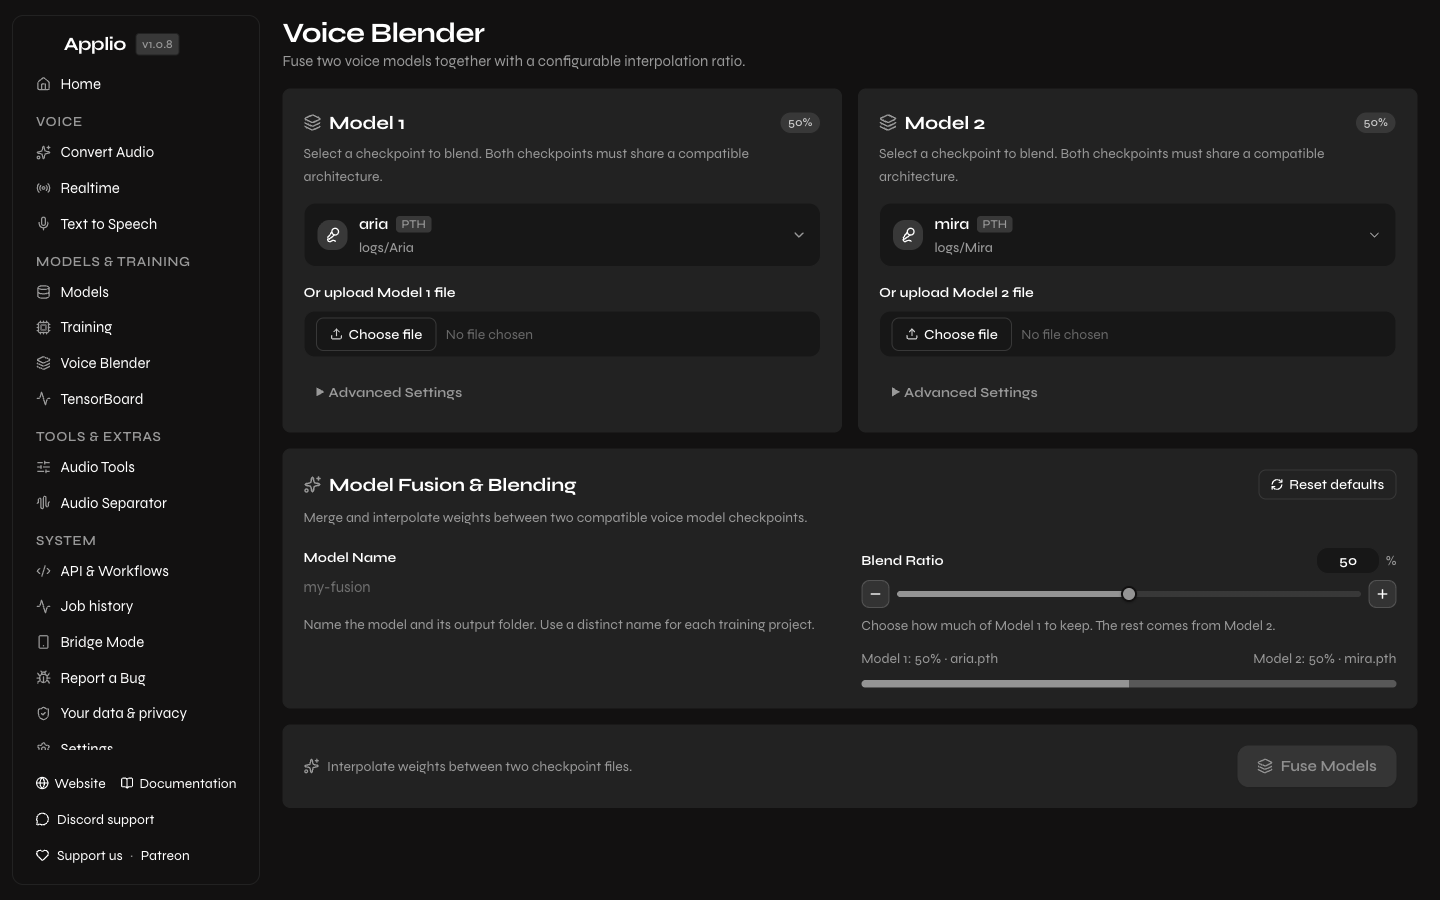 Applio v1.0.8
Home
VOICE
Convert Audio
Realtime
Text to Speech
MODELS & TRAINING
Models
Training
Voice Blender
TensorBoard
TOOLS & EXTRAS
Audio Tools
Audio Separator
SYSTEM
API & Workflows
Job history
Bridge Mode
Report a Bug
Your data & privacy
Settings
Website Documentation
Discord support
Support us · Patreon
Voice Blender
Fuse two voice models together with a configurable interpolation ratio.
Model 1 50%
Select a checkpoint to blend. Both checkpoints must share a compatible
architecture.
aria PTH
logs/Aria
Or upload Model 1 file
Choose file No file chosen
Advanced Settings
Model 2 50%
Select a checkpoint to blend. Both checkpoints must share a compatible
architecture.
mira PTH
logs/Mira
Or upload Model 2 file
Choose file No file chosen
Advanced Settings
Model Fusion & Blending
Reset defaults
Merge and interpolate weights between two compatible voice model checkpoints.
Model Name
my-fusion
Name the model and its output folder. Use a distinct name for each training project.
Blend Ratio 50 %
Choose how much of Model 1 to keep. The rest comes from Model 2.
Model 1: 50% · aria.pth Model 2: 50% · mira.pth
Interpolate weights between two checkpoint files.
Fuse Models